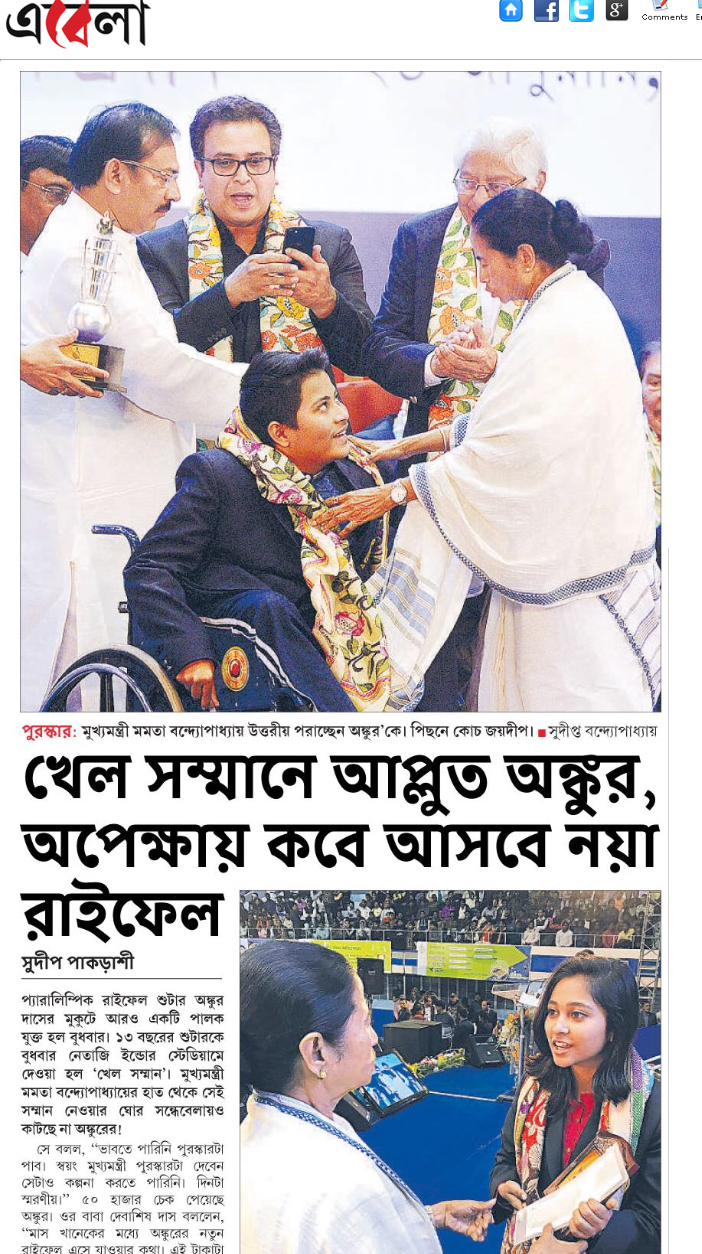 এবেলা
Comments
পুরস্কার: মুখ্যমন্ত্রী মমতা বন্দ্যোপাধ্যায় উত্তরীয় পরাচ্ছেন অঙ্কুর’কে। পিছনে কোচ জয়দীপ। ■ সুদীপ্ত বন্দ্যোপাধ্যায়
খেল সম্মানে আপ্লুত অঙ্কুর,
অপেক্ষায় কবে আসবে নয়া
রাইফেল
সুদীপ পাকড়াশী
প্যারালিম্পিক রাইফেল শুটার অঙ্কুর
দাসের মুকুটে আরও একটি পালক
যুক্ত হল বুধবার। ১৩ বছরের শুটারকে
বুধবার নেতাজি ইন্ডোর স্টেডিয়ামে
দেওয়া হল ‘খেল সম্মান’। মুখ্যমন্ত্রী
মমতা বন্দ্যোপাধ্যায়ের হাত থেকে সেই
সম্মান নেওয়ার ঘোর সন্ধেবেলায়ও
কাটছে না অঙ্কুরের!
সে বলল, ‘‘ভাবতে পারিনি পুরস্কারটা
পাব। স্বয়ং মুখ্যমন্ত্রী পুরস্কারটা দেবেন
সেটাও কল্পনা করতে পারিনি। দিনটা
স্মরণীয়।’’ ৫০ হাজার চেক পেয়েছে
অঙ্কুর। ওর বাবা দেবাশিষ দাস বললেন,
‘‘মাস খানেকের মধ্যে অঙ্কুরের নতুন
রাইফেল এসে যাওয়ার কথা। এই টাকাটা